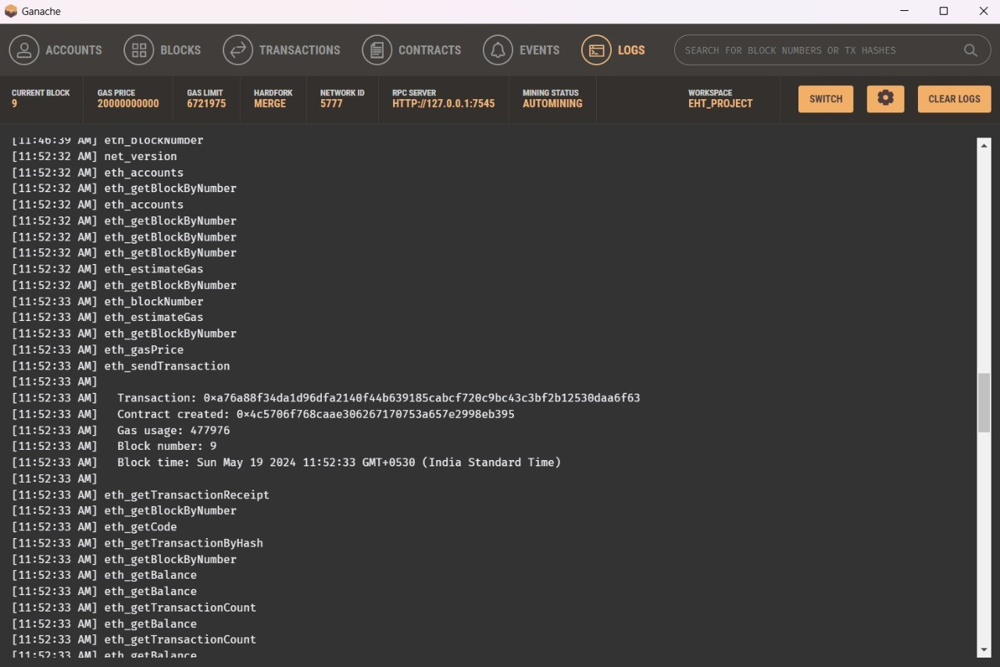 Ganache
ACCOUNTS BLOCKS TRANSACTIONS CONTRACTS EVENTS LOGS SEARCH FOR BLOCK NUMBERS OR TX HASHES
CURRENT BLOCK GAS PRICE GAS LIMIT HARDFORK NETWORK ID RPC SERVER MINING STATUS WORKSPACE
9 20000000000 6721975 MERGE 5777 HTTP://127.0.0.1:7545 AUTOMINING EHT_PROJECT
SWITCH CLEAR LOGS
[11:46:39 AM] eth_blockNumber
[11:52:32 AM] net_version
[11:52:32 AM] eth_accounts
[11:52:32 AM] eth_getBlockByNumber
[11:52:32 AM] eth_accounts
[11:52:32 AM] eth_getBlockByNumber
[11:52:32 AM] eth_getBlockByNumber
[11:52:32 AM] eth_getBlockByNumber
[11:52:32 AM] eth_estimateGas
[11:52:32 AM] eth_getBlockByNumber
[11:52:33 AM] eth_blockNumber
[11:52:33 AM] eth_estimateGas
[11:52:33 AM] eth_getBlockByNumber
[11:52:33 AM] eth_gasPrice
[11:52:33 AM] eth_sendTransaction
[11:52:33 AM]
[11:52:33 AM] Transaction: 0xa76a88f34da1d96dfa2140f44b639185cabcf720c9bc43c3bf2b12530daa6f63
[11:52:33 AM] Contract created: 0x4c5706f768caae306267170753a657e2998eb395
[11:52:33 AM] Gas usage: 477976
[11:52:33 AM] Block number: 9
[11:52:33 AM] Block time: Sun May 19 2024 11:52:33 GMT+0530 (India Standard Time)
[11:52:33 AM]
[11:52:33 AM] eth_getTransactionReceipt
[11:52:33 AM] eth_getBlockByNumber
[11:52:33 AM] eth_getCode
[11:52:33 AM] eth_getTransactionByHash
[11:52:33 AM] eth_getBlockByNumber
[11:52:33 AM] eth_getBalance
[11:52:33 AM] eth_getBalance
[11:52:33 AM] eth_getTransactionCount
[11:52:33 AM] eth_getBalance
[11:52:33 AM] eth_getTransactionCount
[11:52:33 AM] eth_getBalance